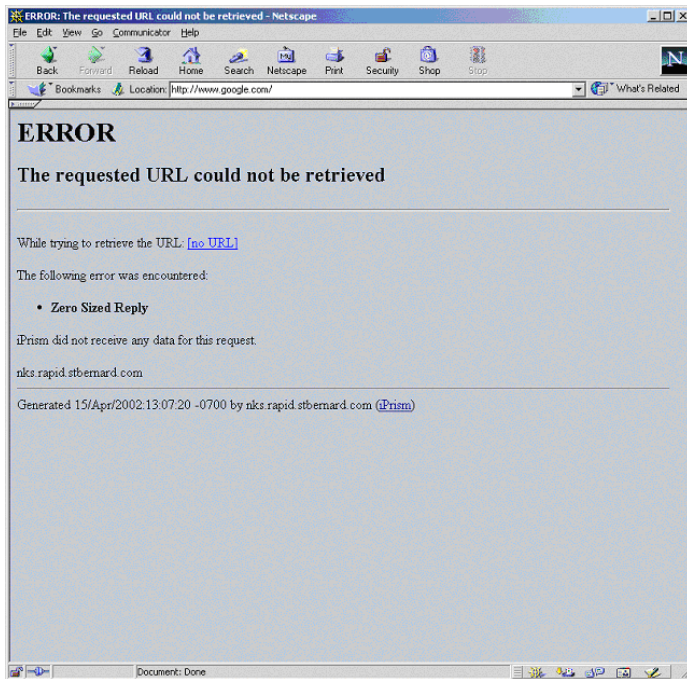 ERROR: The requested URL could not be retrieved - Netscape
File Edit View Go Communicator Help
My
N
Back Forward Reload Home Search Netscape Print Security Shop Stop
Bookmarks Location: http://www.google.com/ What's Related
ERROR
The requested URL could not be retrieved
While trying to retrieve the URL: [no URL]
The following error was encountered:
• Zero Sized Reply
iPrism did not receive any data for this request.
nks.rapid.stbernard.com
Generated 15/Apr/2002:13:07:20 -0700 by nks.rapid.stbernard.com (iPrism)
Document: Done